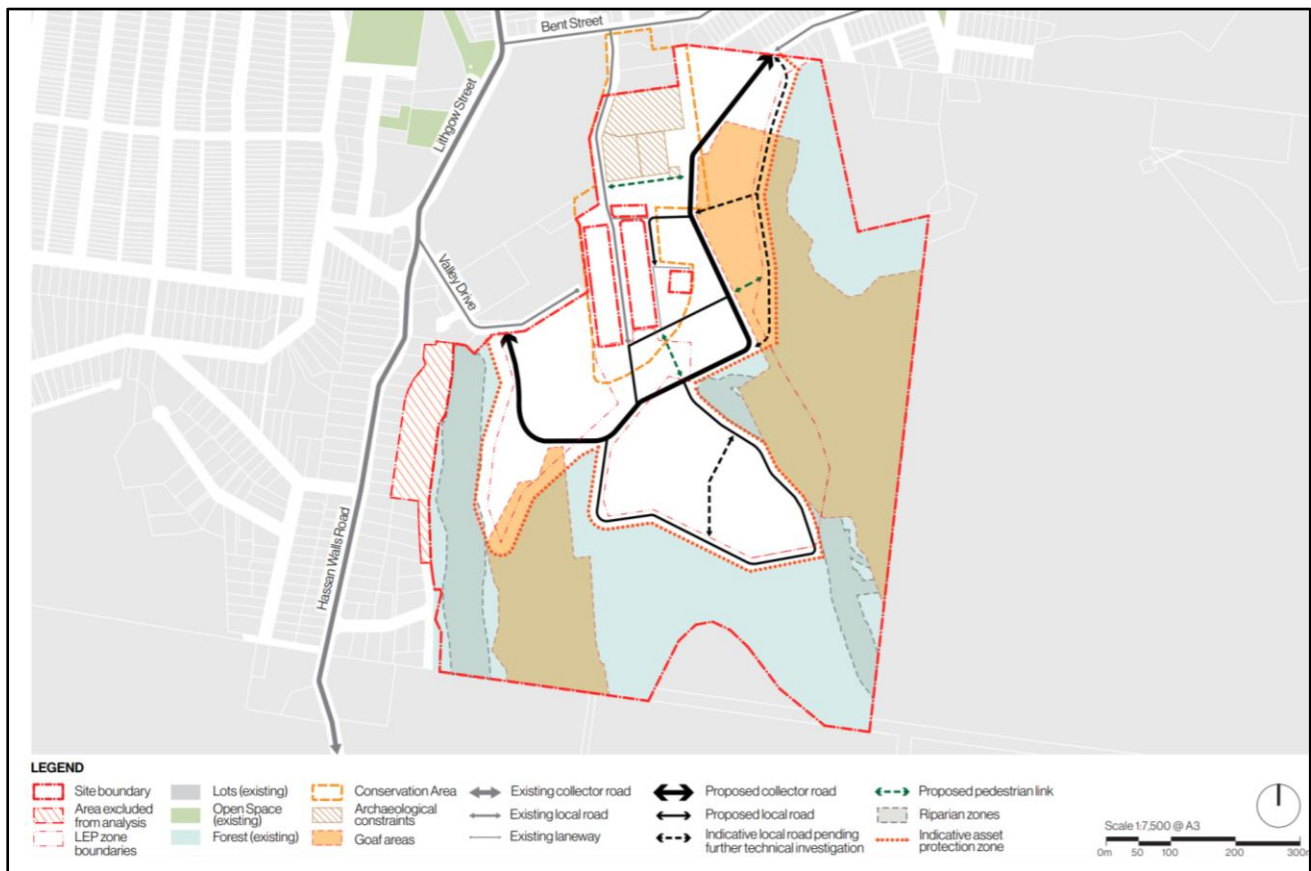 Bent Street
Lithgow Street
Valley Drive
Hassan Walls Road
LEGEND
Site boundary
Area excluded
from analysis
LEP zone
boundaries
Lots (existing)
Open Space
(existing)
Forest (existing)
Conservation Area
Archaeological
constraints
Goaf areas
Existing collector road
Existing local road
Existing laneway
Proposed collector road
Proposed local road
Indicative local road pending
further technical investigation
Proposed pedestrian link
Riparian zones
Indicative asset
protection zone
Scale 1:7,500 @ A3
0m 50 100 200 300m